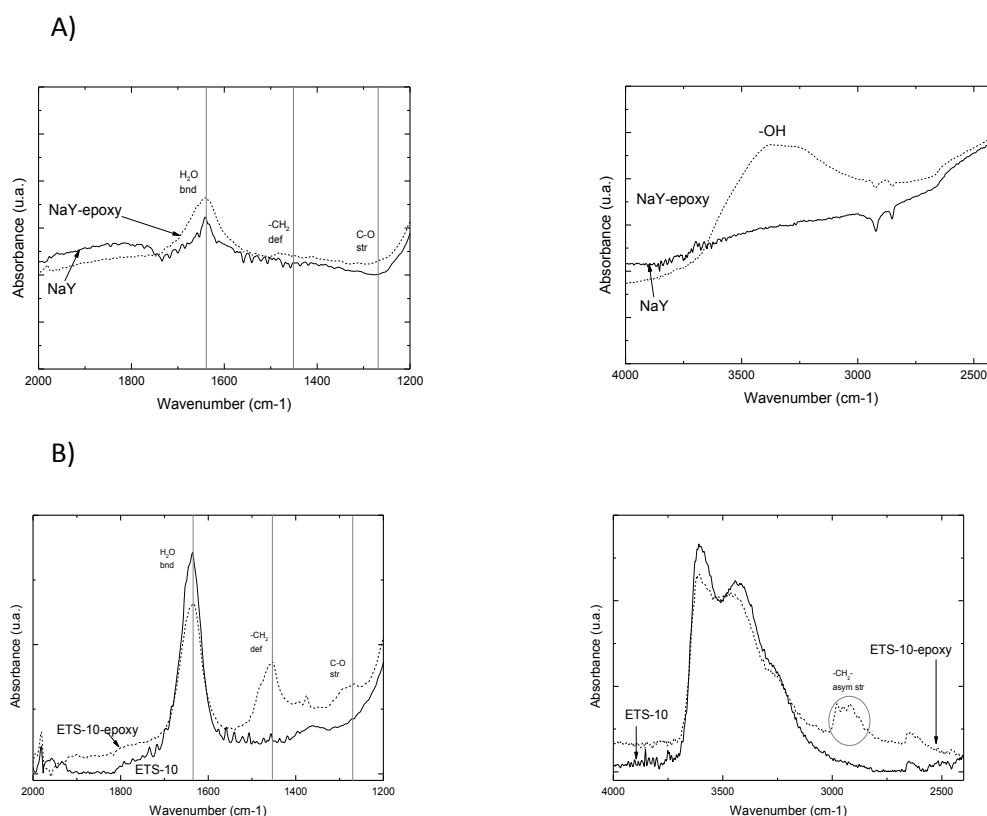 A)
H₂O
bnd
NaY-epoxy
NaY
-CH₂
def
C-O
str
Absorbance (u.a.)
2000 1800 1600 1400 1200
Wavenumber (cm-1)
-OH
NaY-epoxy
NaY
Absorbance (u.a.)
4000 3500 3000 2500
Wavenumber (cm-1)
B)
H₂O
bnd
-CH₂
def
C-O
str
ETS-10-epoxy
ETS-10
Absorbance (u.a.)
2000 1800 1600 1400 1200
Wavenumber (cm-1)
ETS-10-epoxy
-CH₂-
asym str
ETS-10
Absorbance (u.a.)
4000 3500 3000 2500
Wavenumber (cm-1)